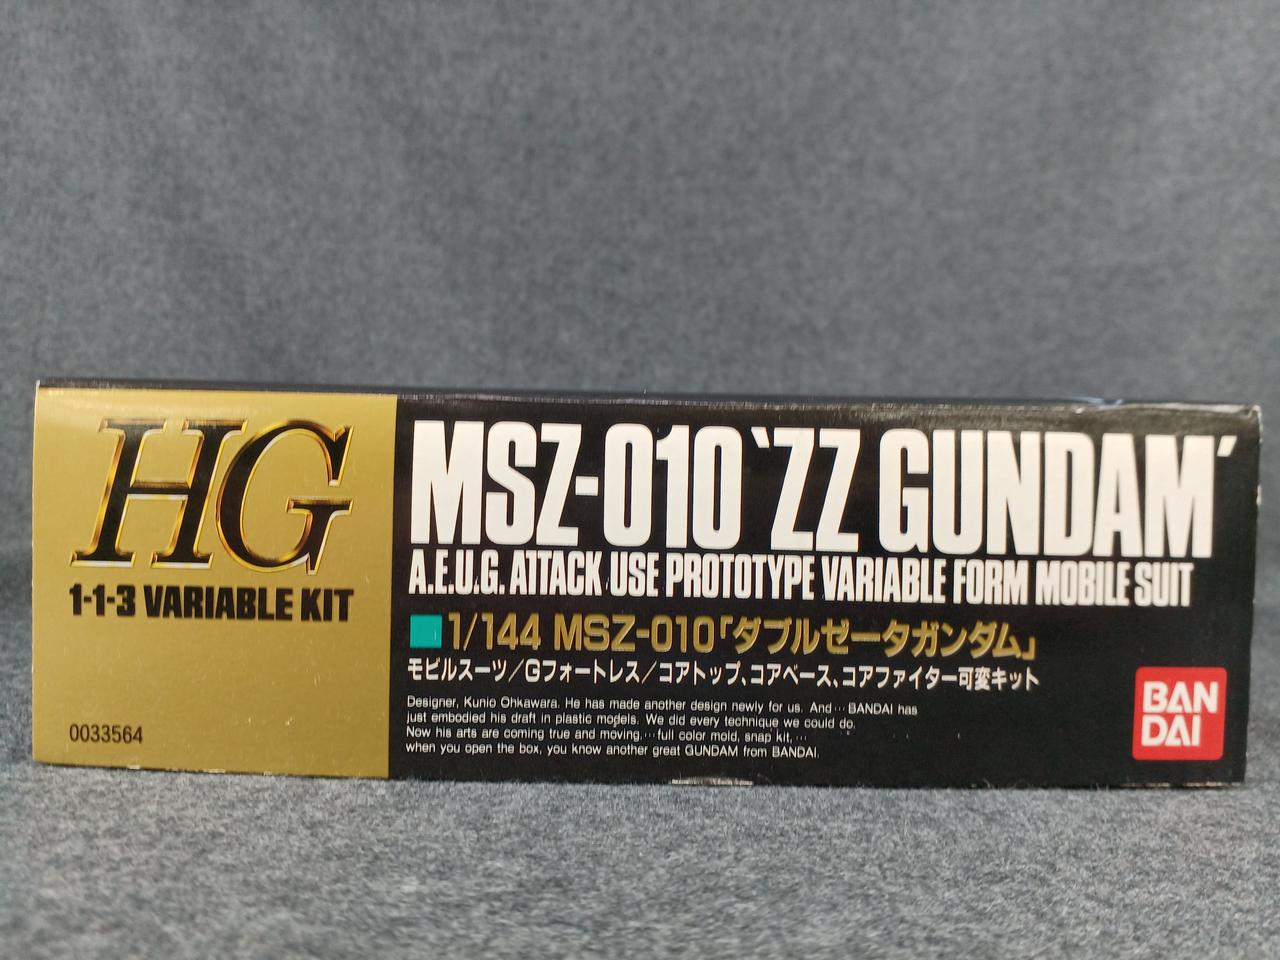 HG
1-1-3 VARIABLE KIT
0033564
MSZ-010 'ZZ GUNDAM'
A.E.U.G. ATTACK USE PROTOTYPE VARIABLE FORM MOBILE SUIT
1/144 MSZ-010「ダブルゼータガンダム」
モビルスーツ/Gフォートレス/コアトップ、コアベース、コアファイター可変キット
Designer, Kunio Ohkawara. He has made another design newly for us. And… BANDAI has
just embodied his draft in plastic models. We did every technique we could do.
Now his arts are coming true and moving.…full color mold, snap kit,…
when you open the box, you know another great GUNDAM from BANDAI.
BAN
DAI